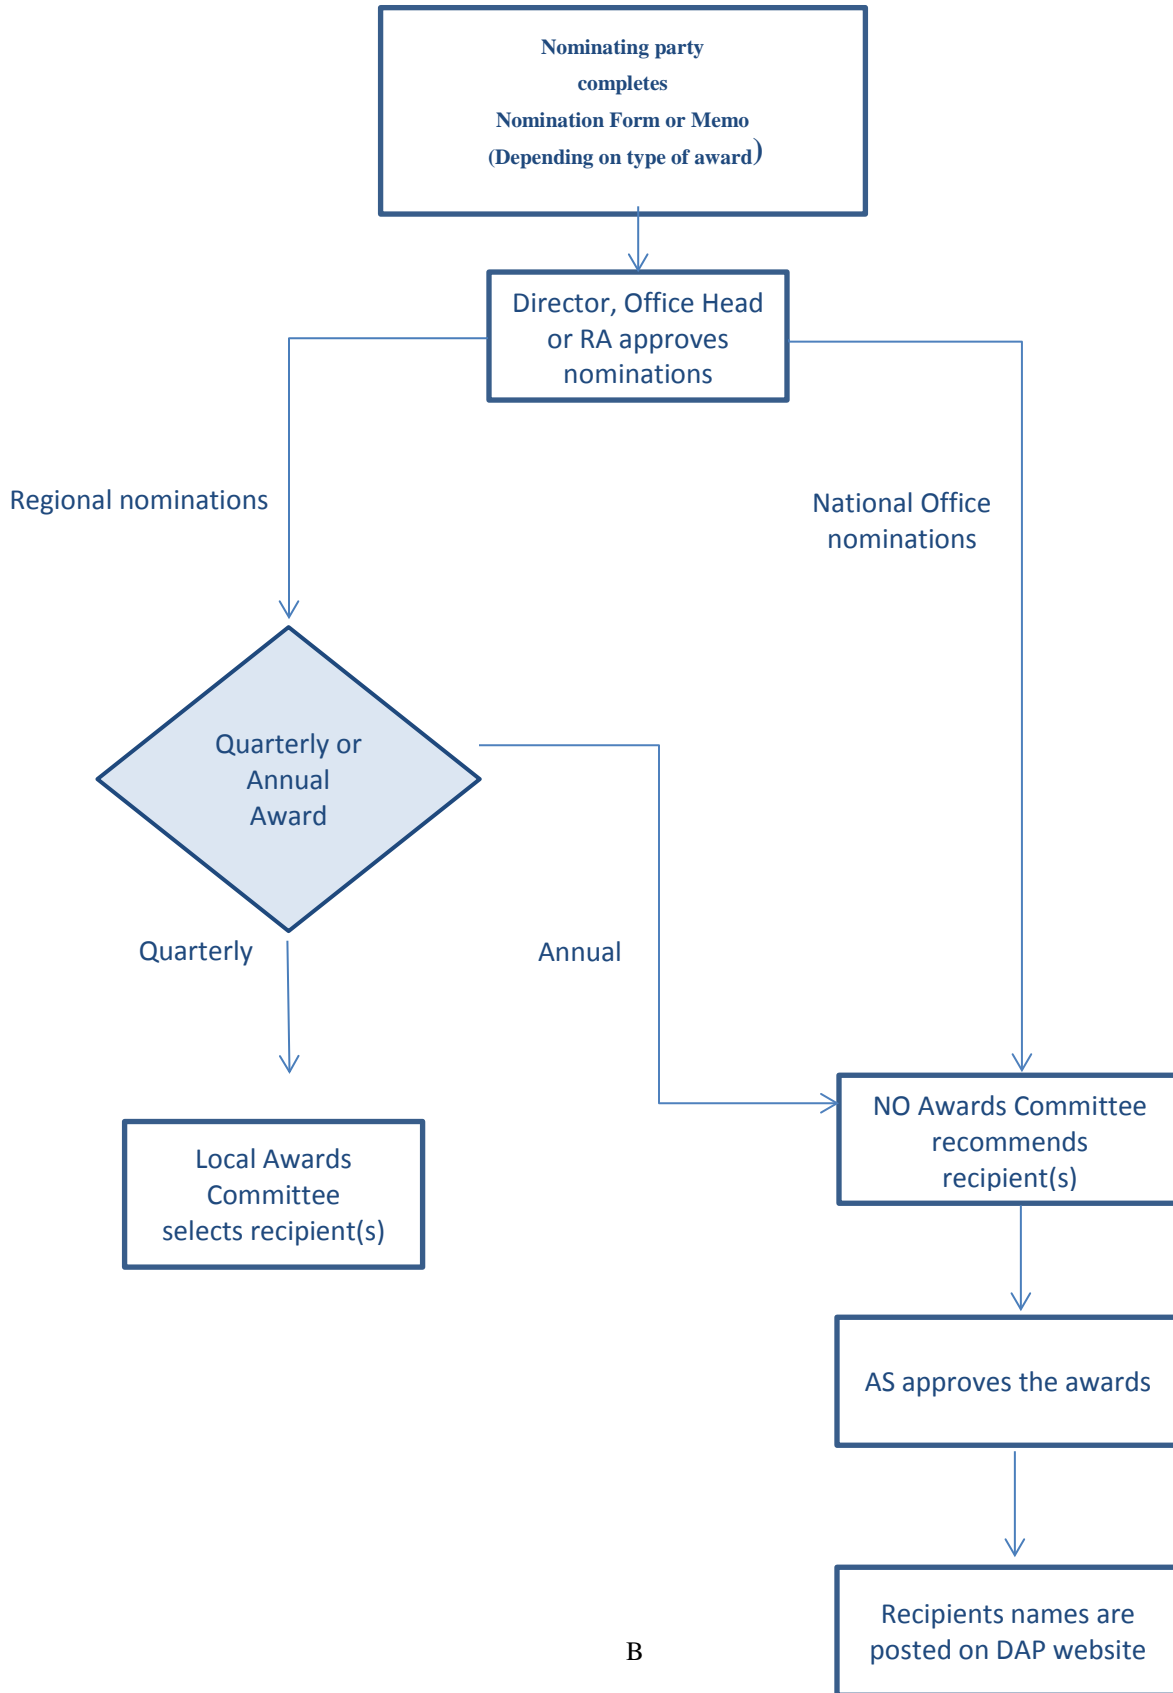 Nominating party
completes
Nomination Form or Memo
(Depending on type of award)
Director, Office Head
or RA approves
nominations
Regional nominations
National Office
nominations
Quarterly or
Annual
Award
Quarterly
Annual
NO Awards Committee
recommends
recipient(s)
Local Awards
Committee
selects recipient(s)
AS approves the awards
Recipients names are
posted on DAP website
B